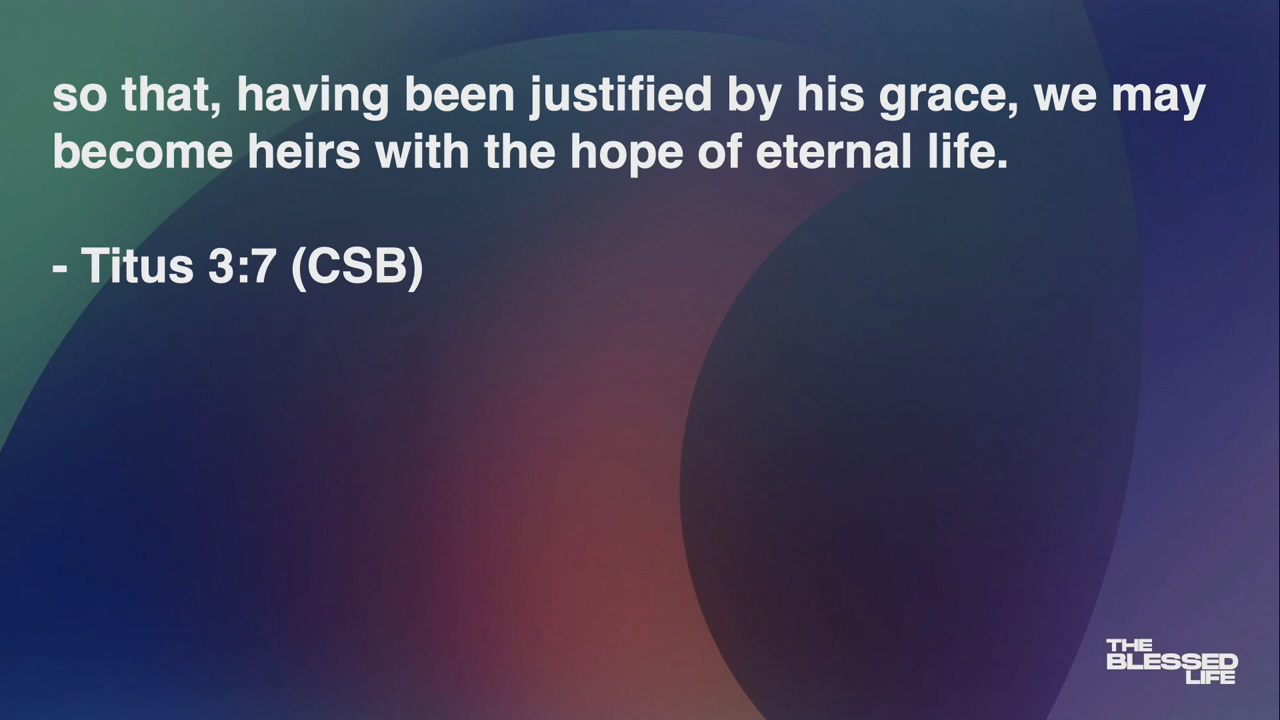 so that, having been justified by his grace, we may
become heirs with the hope of eternal life.
- Titus 3:7 (CSB)
THE
BLESSED
LIFE